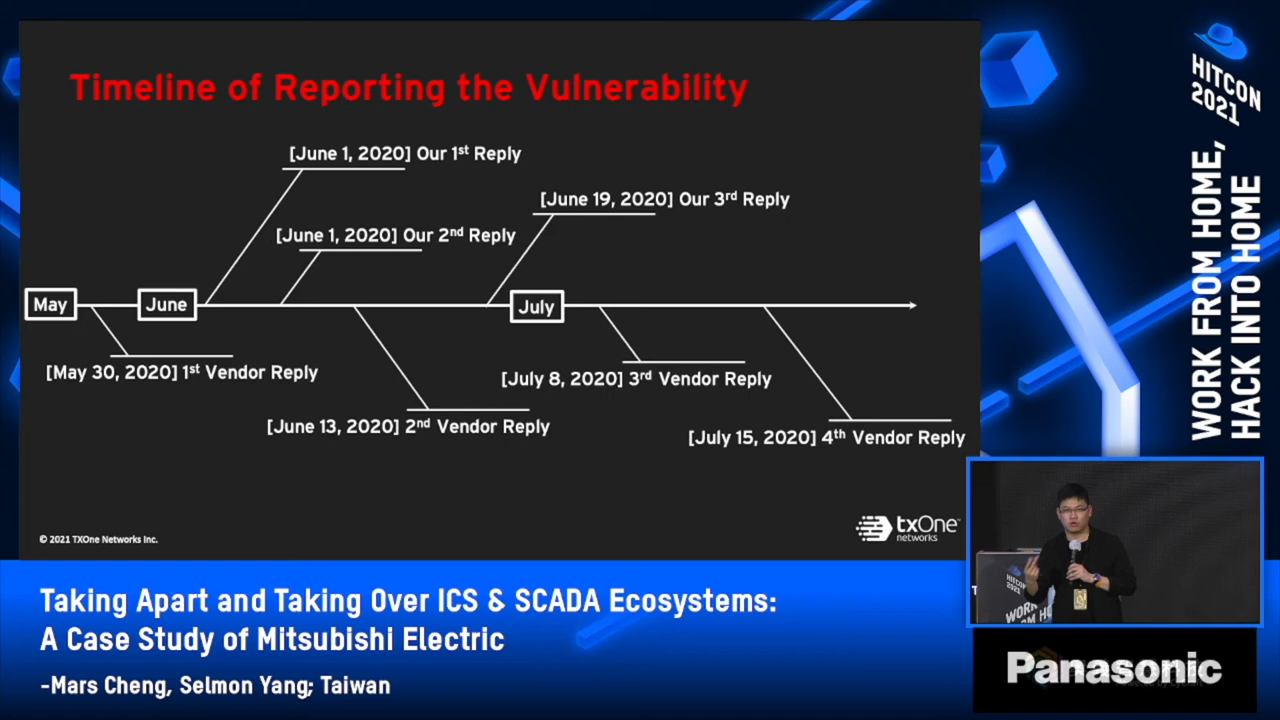 Timeline of Reporting the Vulnerability
[June 1, 2020] Our 1st Reply
[June 19, 2020] Our 3rd Reply
[June 1, 2020] Our 2nd Reply
May
June
July
[May 30, 2020] 1st Vendor Reply
[July 8, 2020] 3rd Vendor Reply
[June 13, 2020] 2nd Vendor Reply
[July 15, 2020] 4th Vendor Reply
© 2021 TXOne Networks Inc.
txOne™
networks
HITCON
2021
WORK FROM HOME,
HACK INTO HOME
HITCON
2021
Taking Apart and Taking Over ICS & SCADA Ecosystems:
A Case Study of Mitsubishi Electric
-Mars Cheng, Selmon Yang; Taiwan
Panasonic